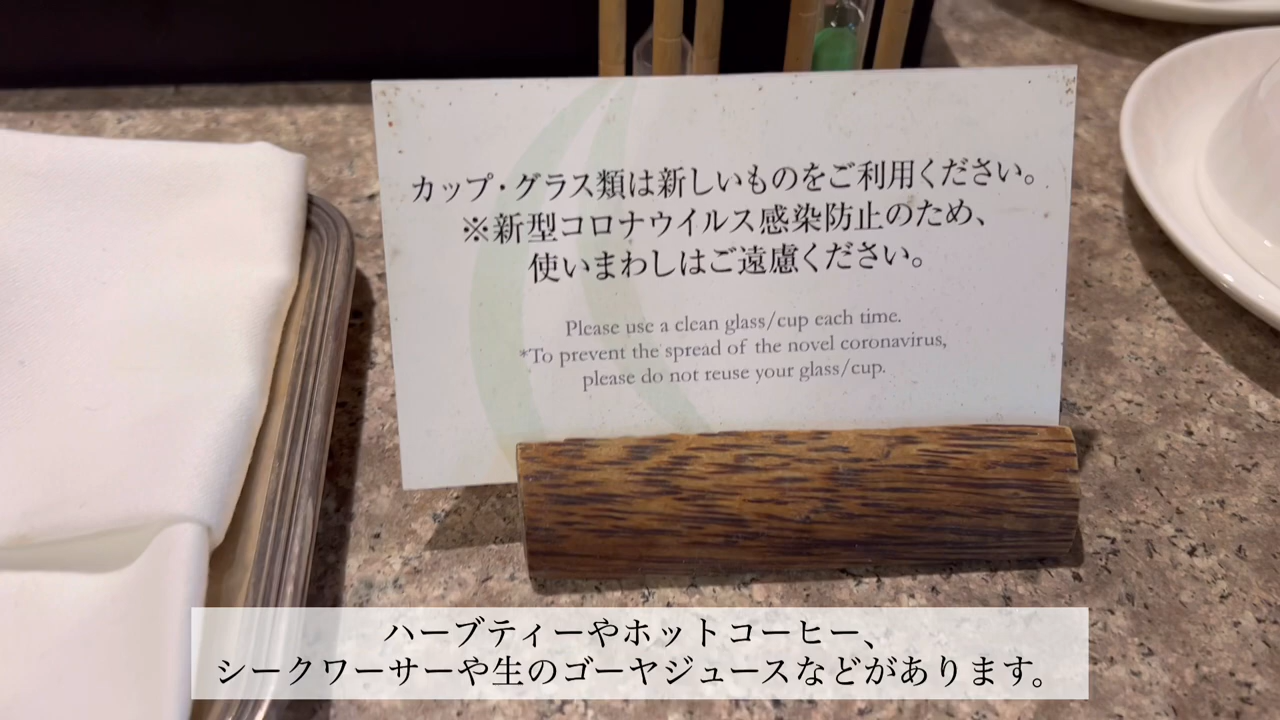 カップ・グラス類は新しいものをご利用ください。
※新型コロナウイルス感染防止のため、
使いまわしはご遠慮ください。
Please use a clean glass/cup each time.
*To prevent the spread of the novel coronavirus,
please do not reuse your glass/cup.
ハーブティーやホットコーヒー、
シークワーサーや生のゴーヤジュースなどがあります。